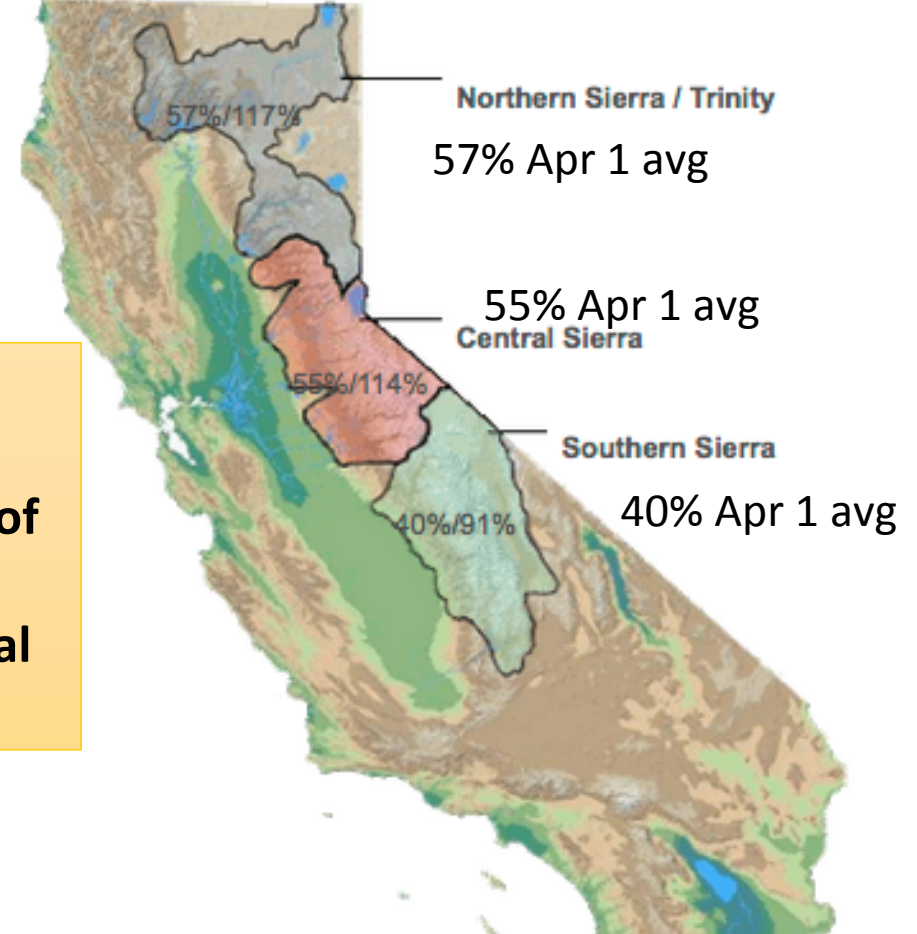 57%/117%
Northern Sierra / Trinity
57% Apr 1 avg
55% Apr 1 avg
Central Sierra
55%/114%
Southern Sierra
40% Apr 1 avg
40%/91%
of
al